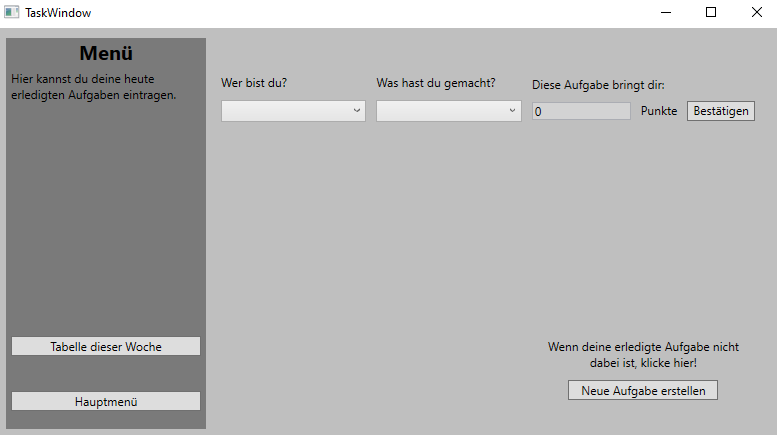 TaskWindow
Menü
Hier kannst du deine heute
erledigten Aufgaben eintragen.
Wer bist du?
Was hast du gemacht?
Diese Aufgabe bringt dir:
0
Punkte
Bestätigen
Tabelle dieser Woche
Hauptmenü
Wenn deine erledigte Aufgabe nicht
dabei ist, klicke hier!
Neue Aufgabe erstellen